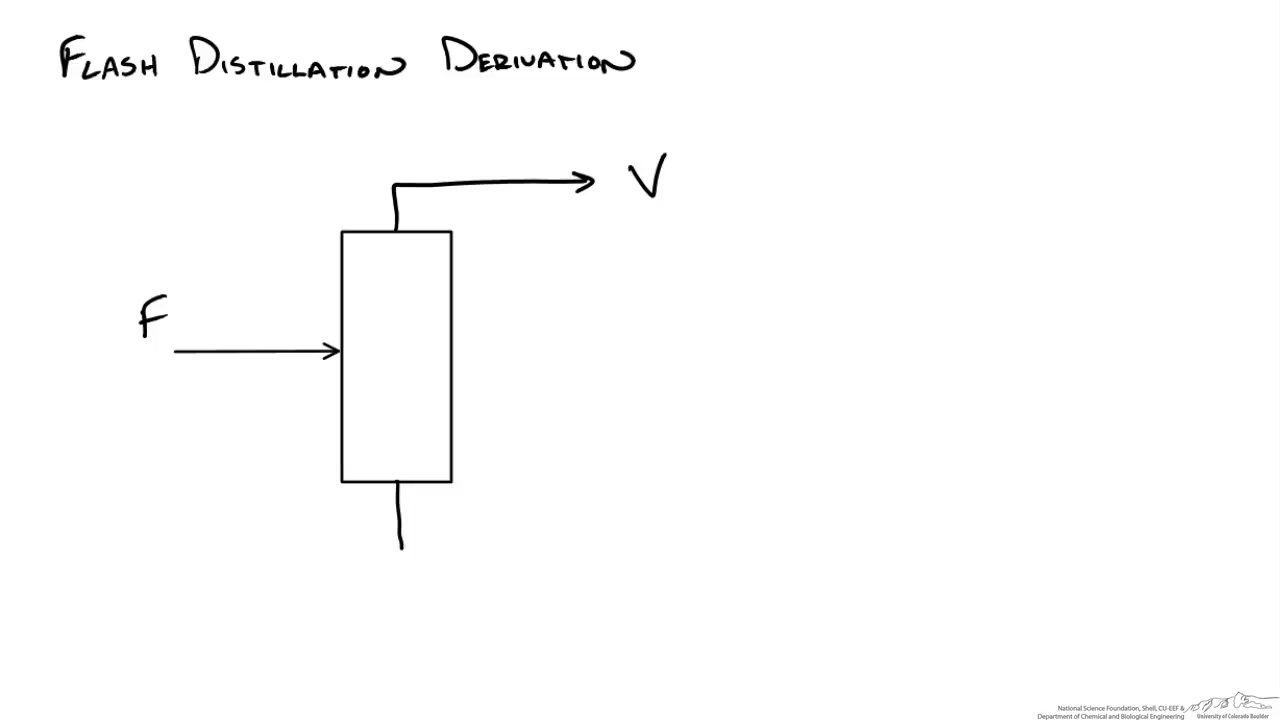 FLASH DISTILLATION DERIVATION
V
F
National Science Foundation, Shell, CU-EEF &
Department of Chemical and Biological Engineering
University of Colorado Boulder